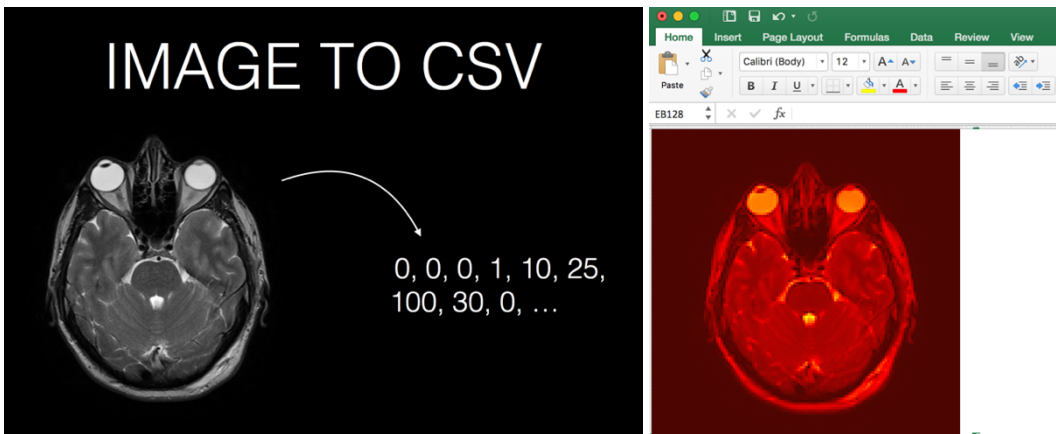 IMAGE TO CSV
0, 0, 0, 1, 10, 25,
100, 30, 0, ...
Home Insert Page Layout Formulas Data Review View
Paste
Calibri (Body) 12 A A
B I U A ab
EB128 fx